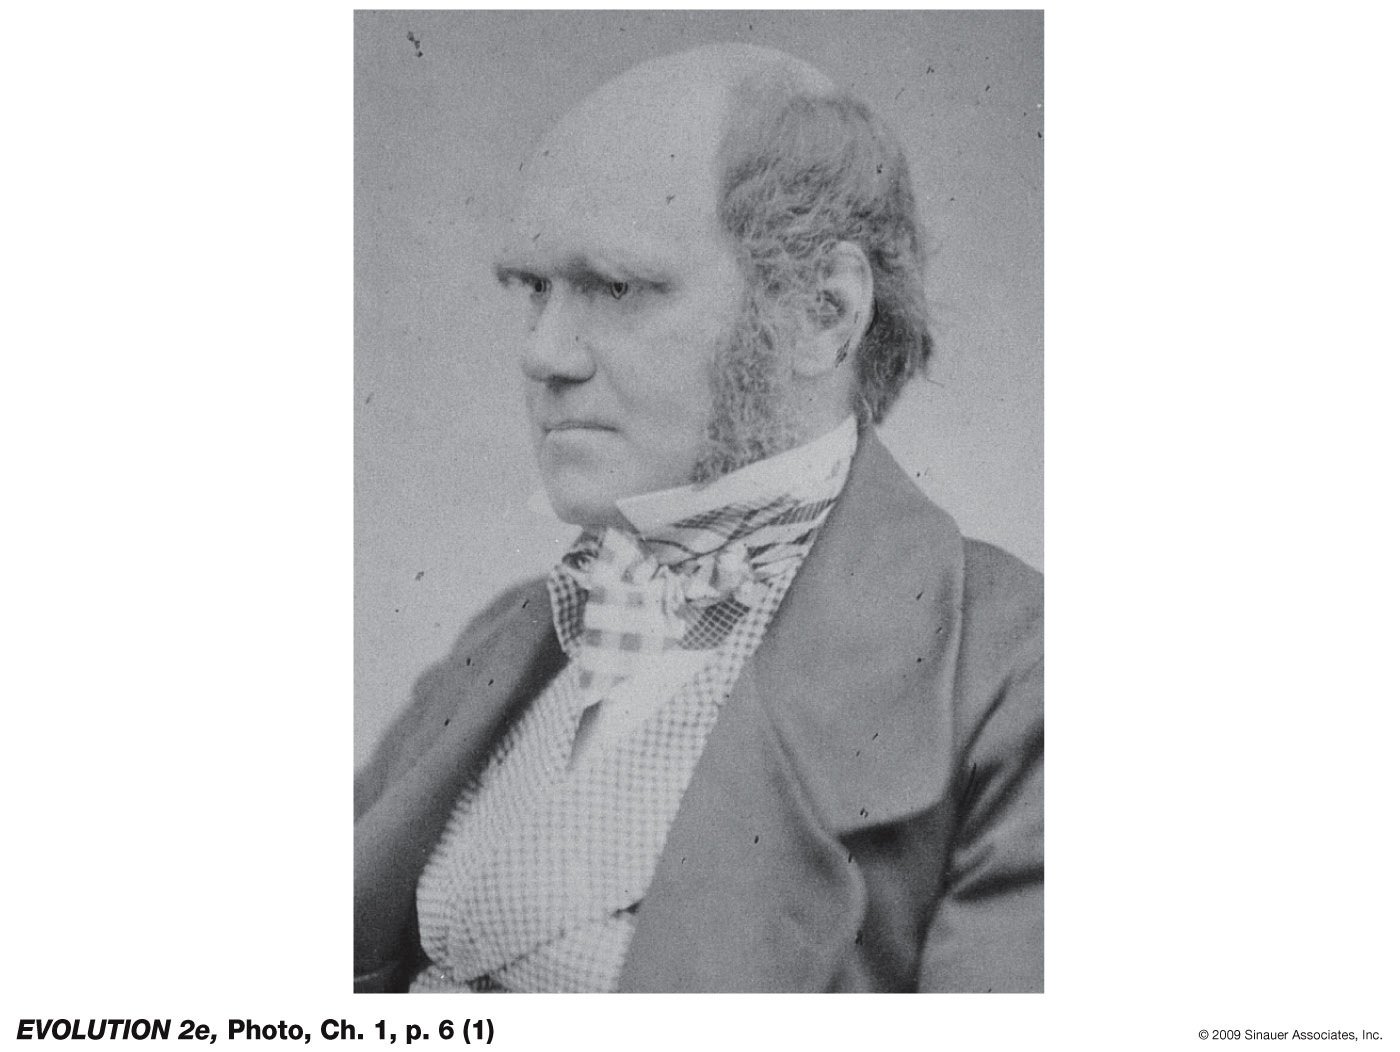 EVOLUTION 2e, Photo, Ch. 1, p. 6 (1)
© 2009 Sinauer Associates, Inc.